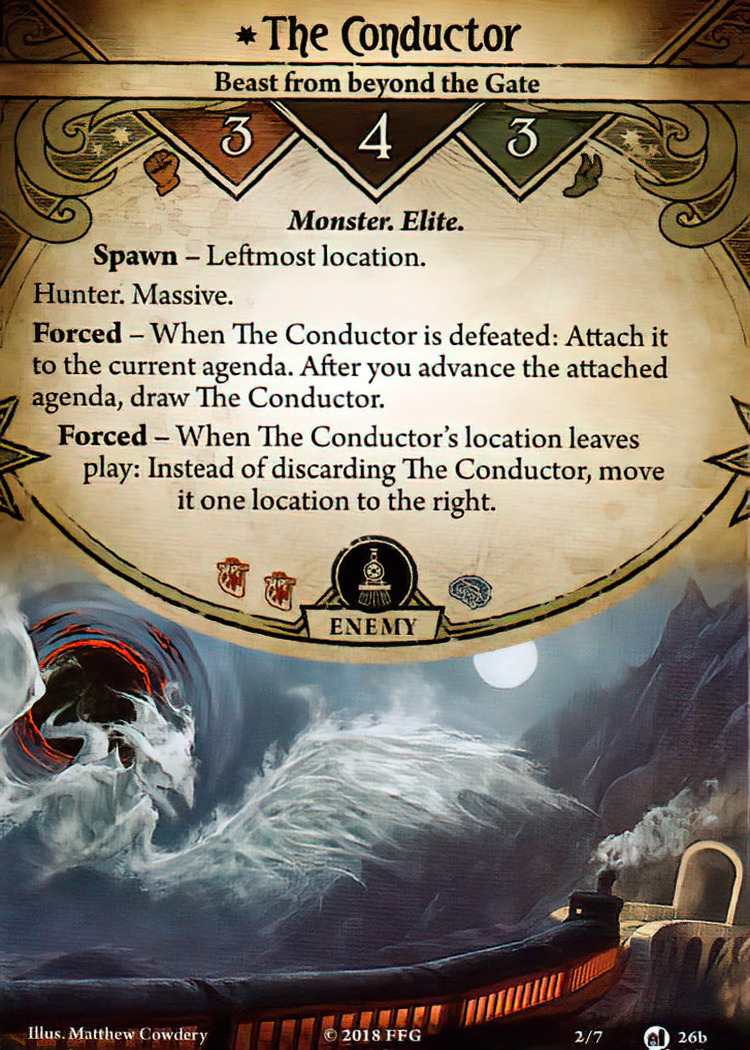 The Conductor
Beast from beyond the Gate
3 4 3
Monster. Elite.
Spawn – Leftmost location.
Hunter. Massive.
Forced – When The Conductor is defeated: Attach it
to the current agenda. After you advance the attached
agenda, draw The Conductor.
Forced – When The Conductor's location leaves
play: Instead of discarding The Conductor, move
it one location to the right.
ENEMY
Illus. Matthew Cowdery © 2018 FFG 2/7 26b